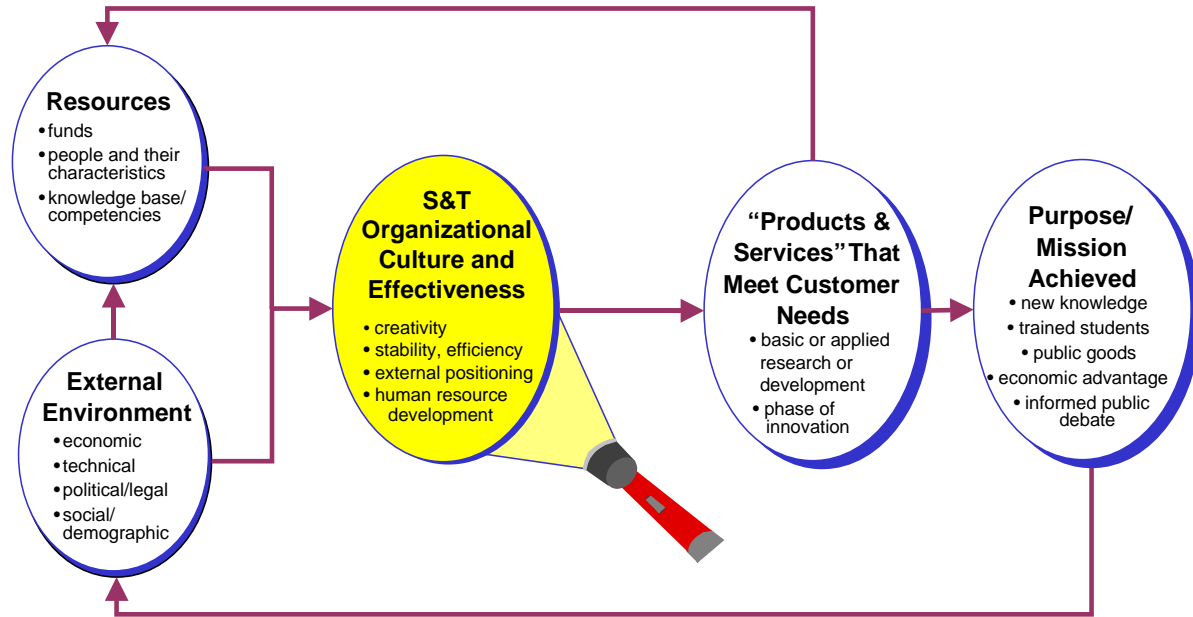 Resources
• funds
• people and their
characteristics
• knowledge base/
competencies
External
Environment
• economic
• technical
• political/legal
• social/
demographic
S&T
Organizational
Culture and
Effectiveness
• creativity
• stability, efficiency
• external positioning
• human resource
development
“Products &
Services” That
Meet Customer
Needs
• basic or applied
research or
development
• phase of
innovation
Purpose/
Mission
Achieved
• new knowledge
• trained students
• public goods
• economic advantage
• informed public
debate